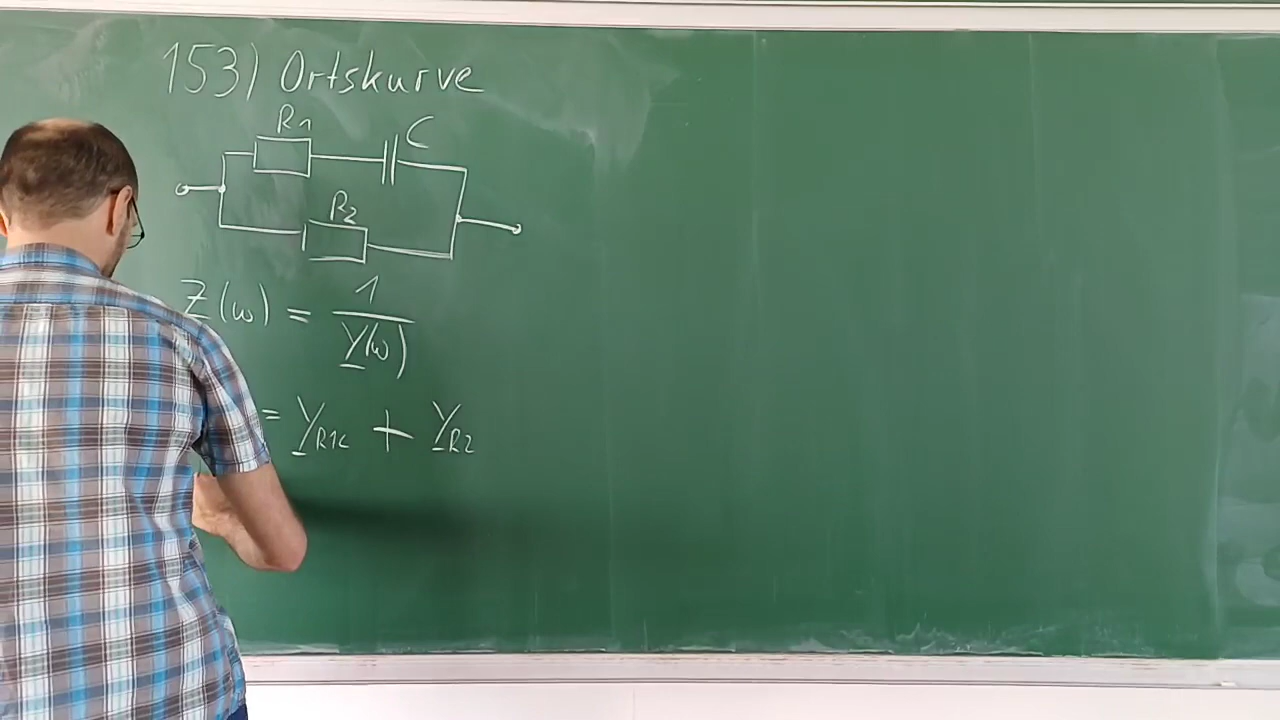 153) Ortskurve
R1 C
R2
Z(ω) = 1/Y(ω)
= Y_R1C + Y_R2